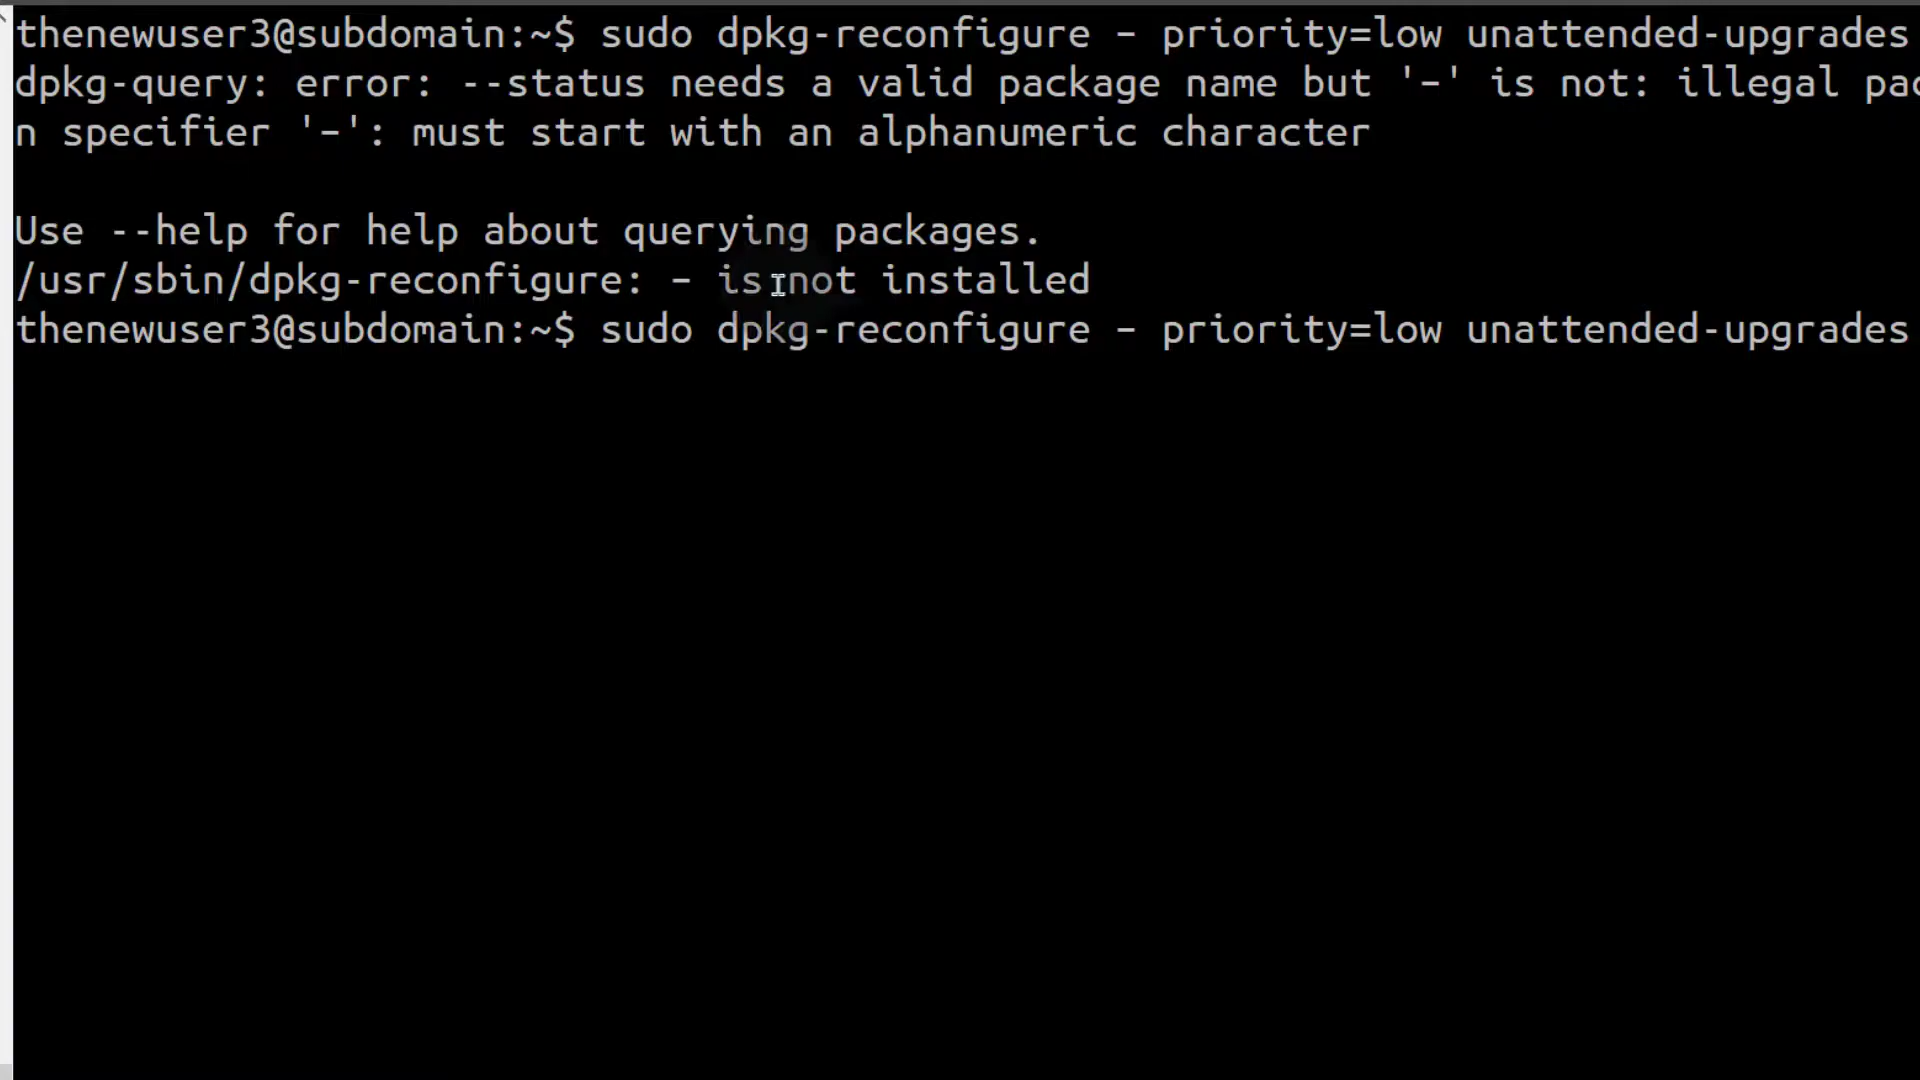 thenewuser3@subdomain:~$ sudo dpkg-reconfigure – priority=low unattended-upgrades
dpkg-query: error: --status needs a valid package name but '–' is not: illegal
n specifier '–': must start with an alphanumeric character
Use --help for help about querying packages.
/usr/sbin/dpkg-reconfigure: – is not installed
thenewuser3@subdomain:~$ sudo dpkg-reconfigure – priority=low unattended-upgrades